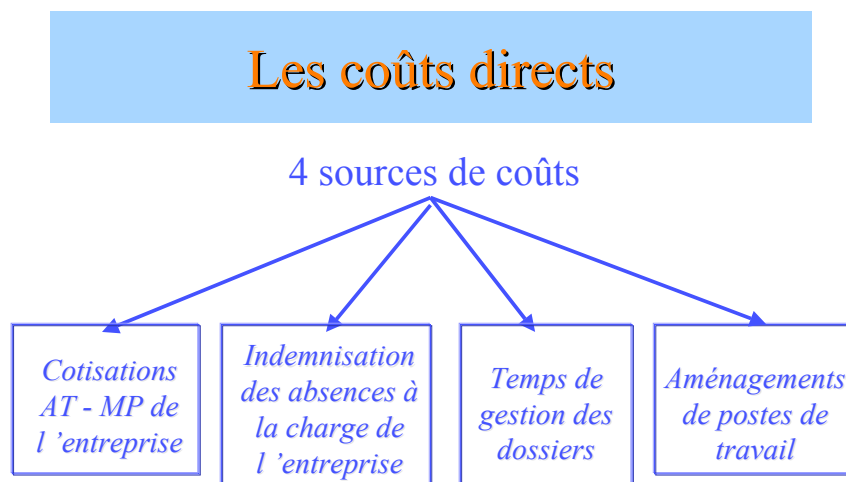 Les coûts directs
4 sources de coûts
Cotisations
AT - MP de
l ’entreprise
Indemnisation
des absences à
la charge de
l ’entreprise
Temps de
gestion des
dossiers
Aménagements
de postes de
travail